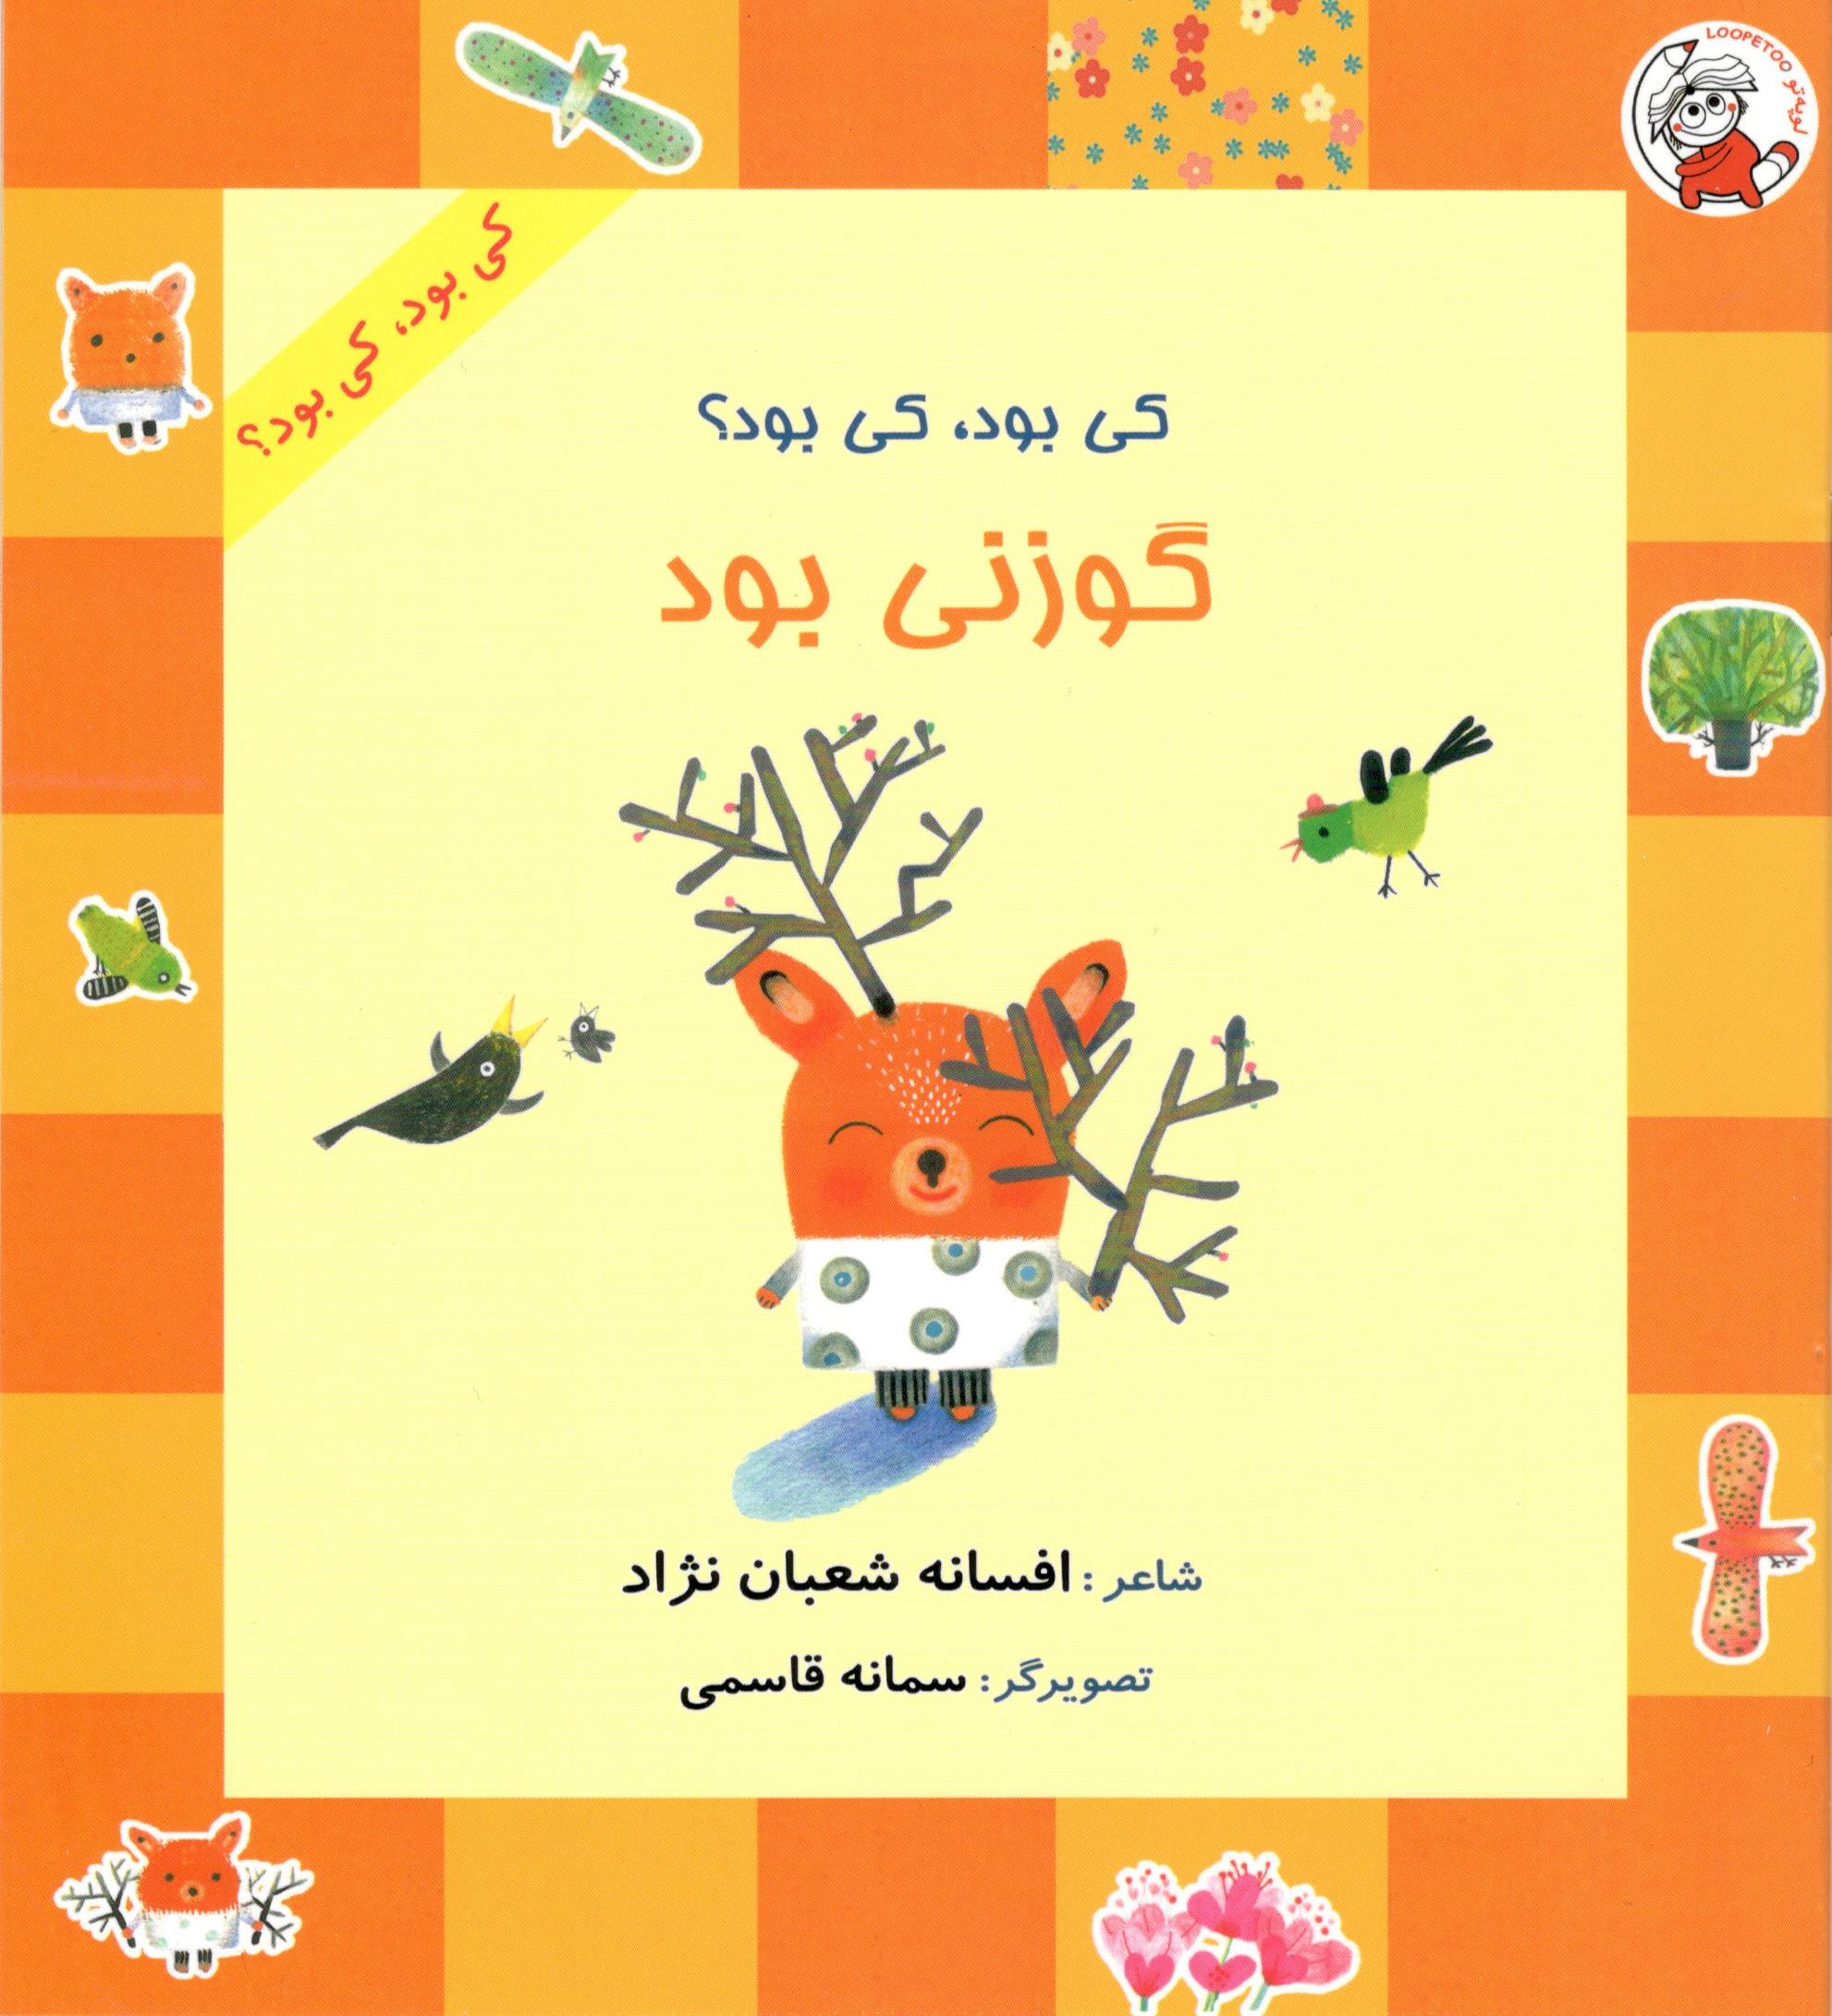 LOOPETOO لوپه‌تو
کی بود، کی بود؟
کی بود، کی بود؟
گوزنی بود
شاعر : افسانه شعبان نژاد
تصویرگر: سمانه قاسمی